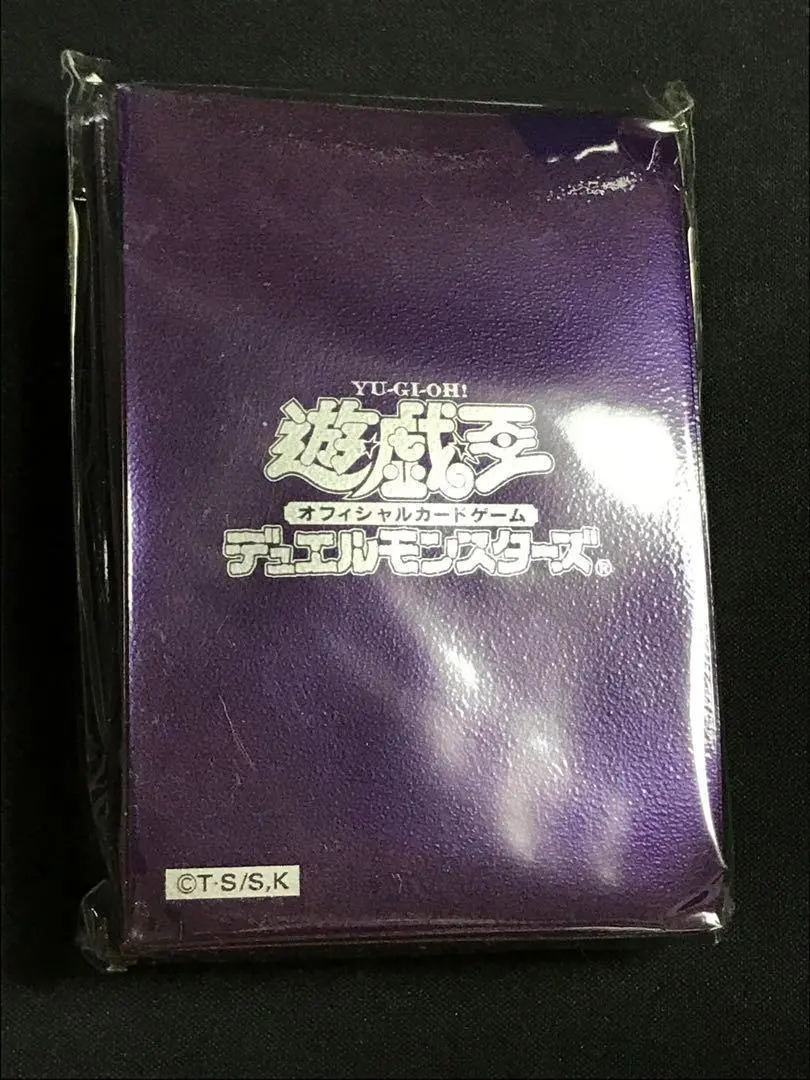 YU-GI-OH!
遊戯王
オフィシャルカードゲーム
デュエルモンスターズ®
©T·S/S,K